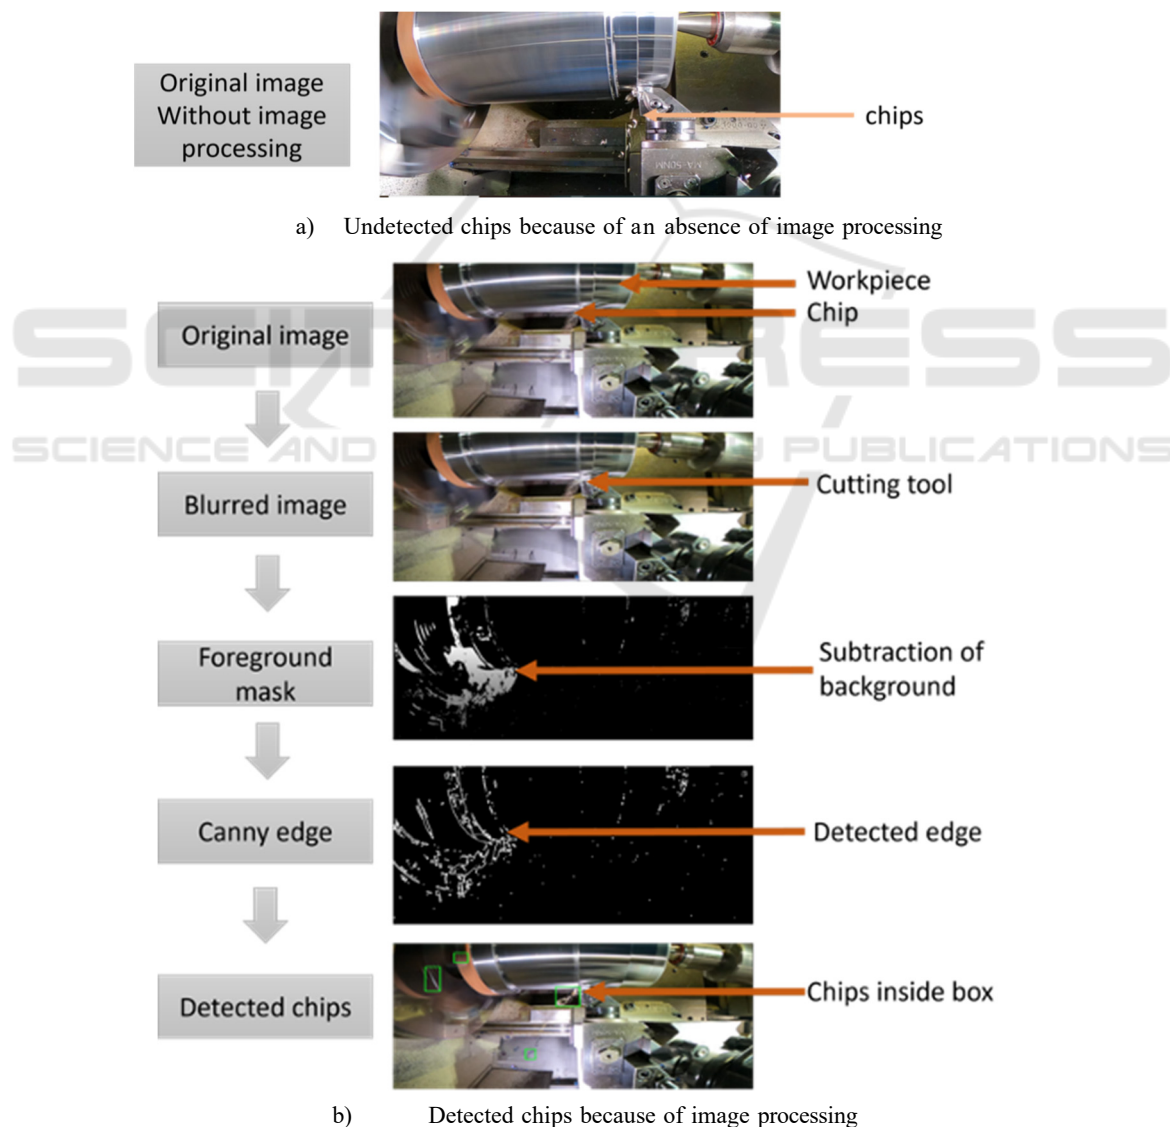 Original image
Without image
processing
chips
a) Undetected chips because of an absence of image processing
Workpiece
Chip
Original image
Blurred image
Cutting tool
Foreground
mask
Subtraction of
background
Canny edge
Detected edge
Detected chips
Chips inside box
b) Detected chips because of image processing